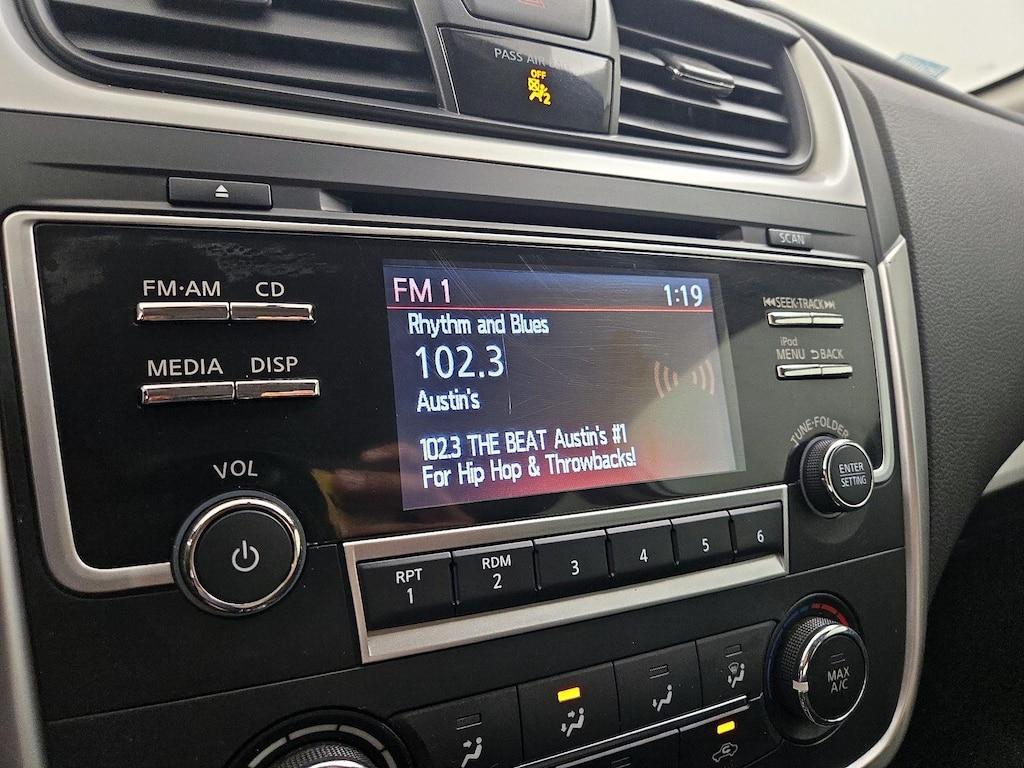 PASS AIR
OFF
2
SCAN
FM·AM CD
FM 1 1:19
SEEK·TRACK
Rhythm and Blues
102.3
iPod
MENU BACK
MEDIA DISP
Austin's
102.3 THE BEAT Austin's #1
For Hip Hop & Throwbacks!
TUNE·FOLDER
VOL
ENTER
SETTING
RPT
1
RDM
2
3
4
5
6
MAX
A/C